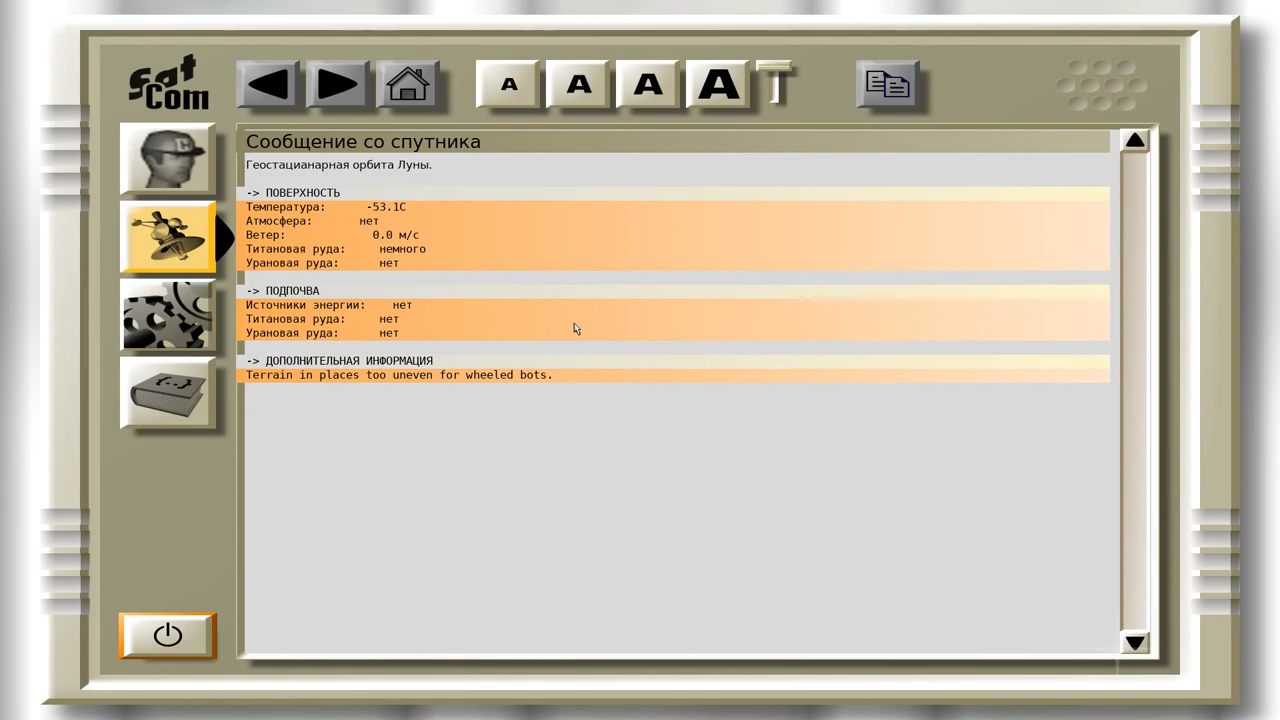 Sat
Com
A A A A
Сообщение со спутника
Геостацианарная орбита Луны.
-> ПОВЕРХНОСТЬ
Температура: -53.1C
Атмосфера: нет
Ветер: 0.0 м/с
Титановая руда: немного
Урановая руда: нет
-> ПОДПОЧВА
Источники энергии: нет
Титановая руда: нет
Урановая руда: нет
-> ДОПОЛНИТЕЛЬНАЯ ИНФОРМАЦИЯ
Terrain in places too uneven for wheeled bots.
H
{..}